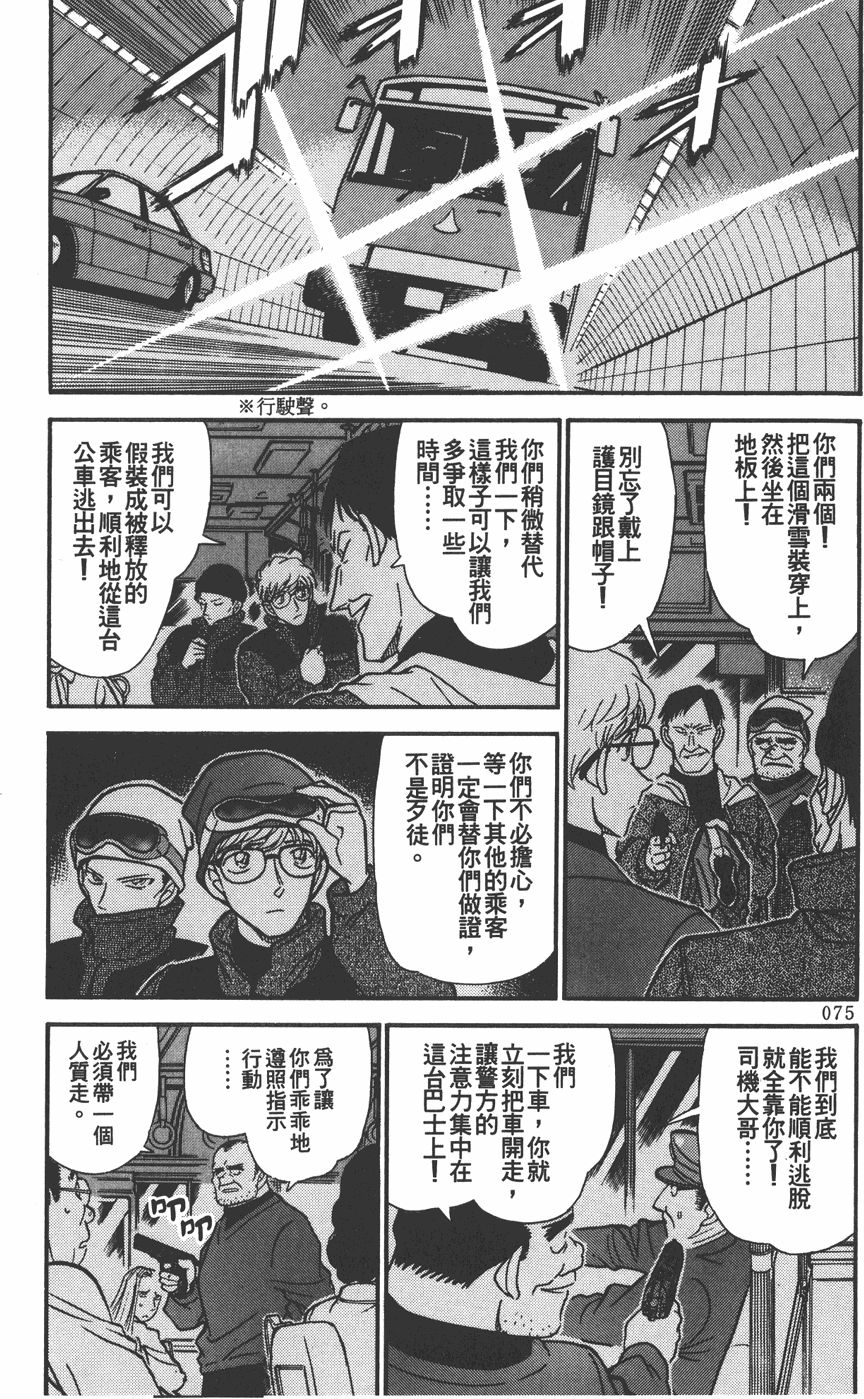 ※行駛聲。
你們兩個！
把這個滑雪裝穿上，
然後坐在
地板上！
別忘了戴上
護目鏡跟帽子！
你們稍微替代
我們一下，
這樣子可以讓我們
多爭取一些
時間……
我們可以
假裝成被釋放的
乘客，順利地從這台
公車逃出去！
你們不必擔心，
等一下其他的乘客
一定會替你們做證，
證明你們
不是歹徒。
075
我們到底
能不能順利逃脫
就全靠你了！
司機大哥……
我們
一下車，你就
立刻把車開走，
讓警方的
注意力集中在
這台巴士上！
為了讓
你們乖乖地
遵照指示
行動
……
我們
必須帶一個
人質走。